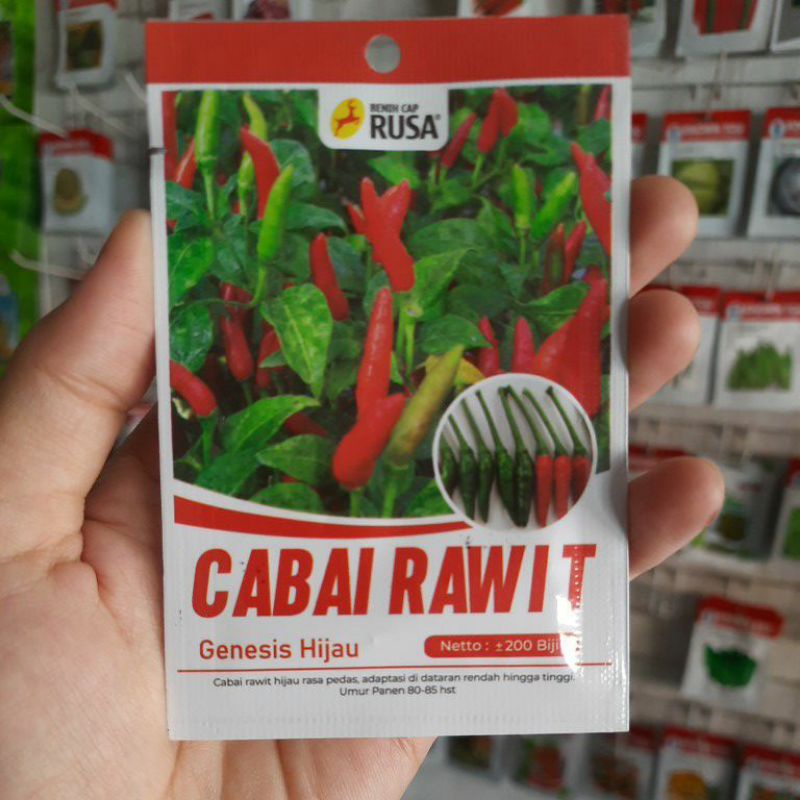 BENIH CAP
RUSA®
CABAI RAWIT
Genesis Hijau
Netto : ±200 Biji
Cabai rawit hijau rasa pedas, adaptasi di dataran rendah hingga tinggi.
Umur Panen 80-85 hst